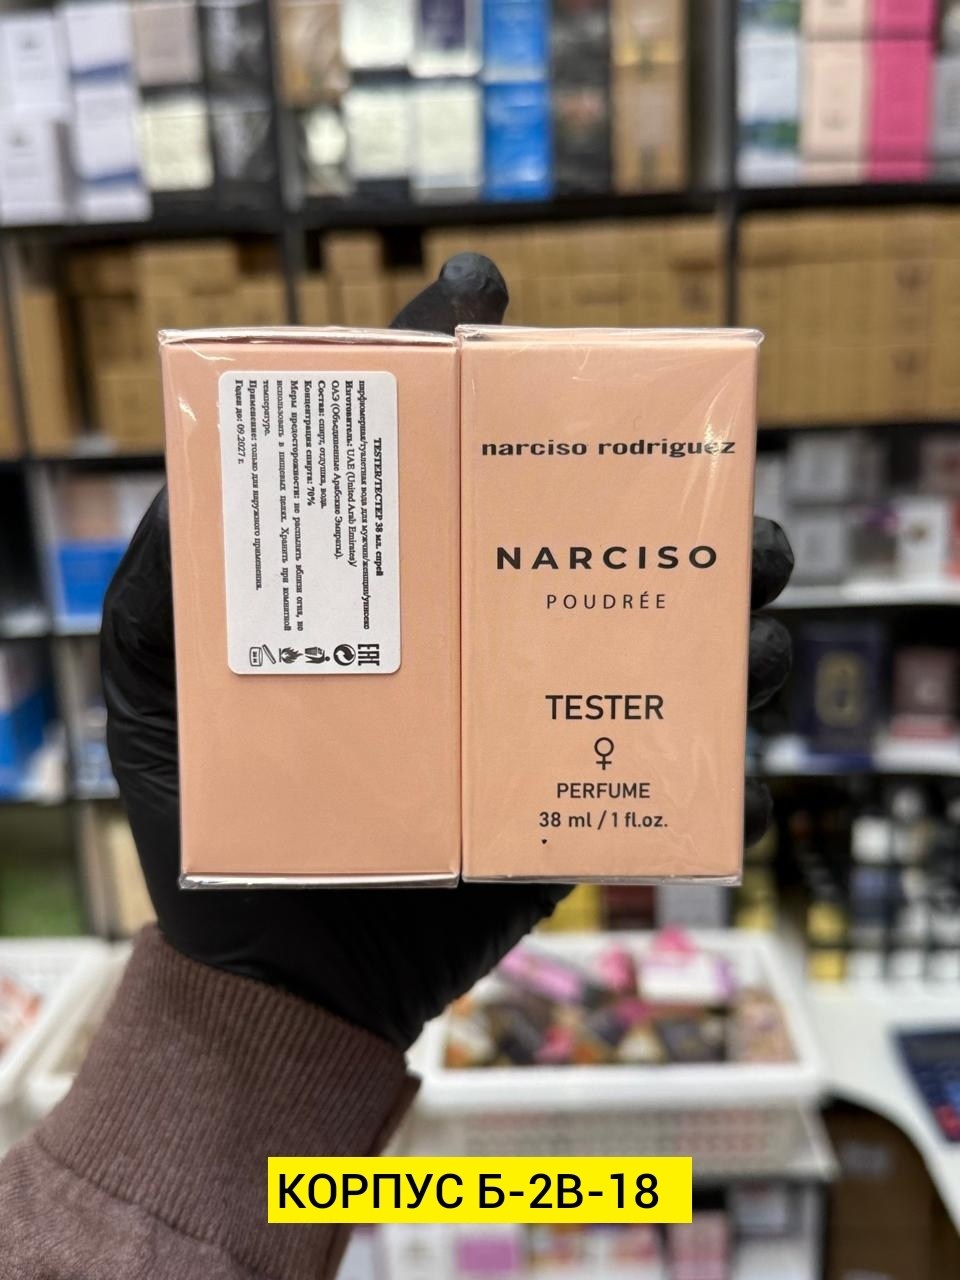 TESTER/ТЕСТЕР 38 мл. спрей
парфюмерная/туалетная вода для мужчин/женщин/унисекс
Изготовитель: UAE (United Arab Emirates)/
ОАЭ (Объединенные Арабские Эмираты).
Состав: спирт, отдушка, вода.
Концентрация спирта: 70%
Меры предосторожности: не распылять вблизи огня, не
использовать в пищевых целях. Хранить при комнатной
температуре.
Применение: только для наружного применения.
Годен до: 09.2027 г.
EAC
36 M
narciso rodriguez
NARCISO
POUDRÉE
TESTER
PERFUME
38 ml / 1 fl.oz.
КОРПУС Б-2В-18